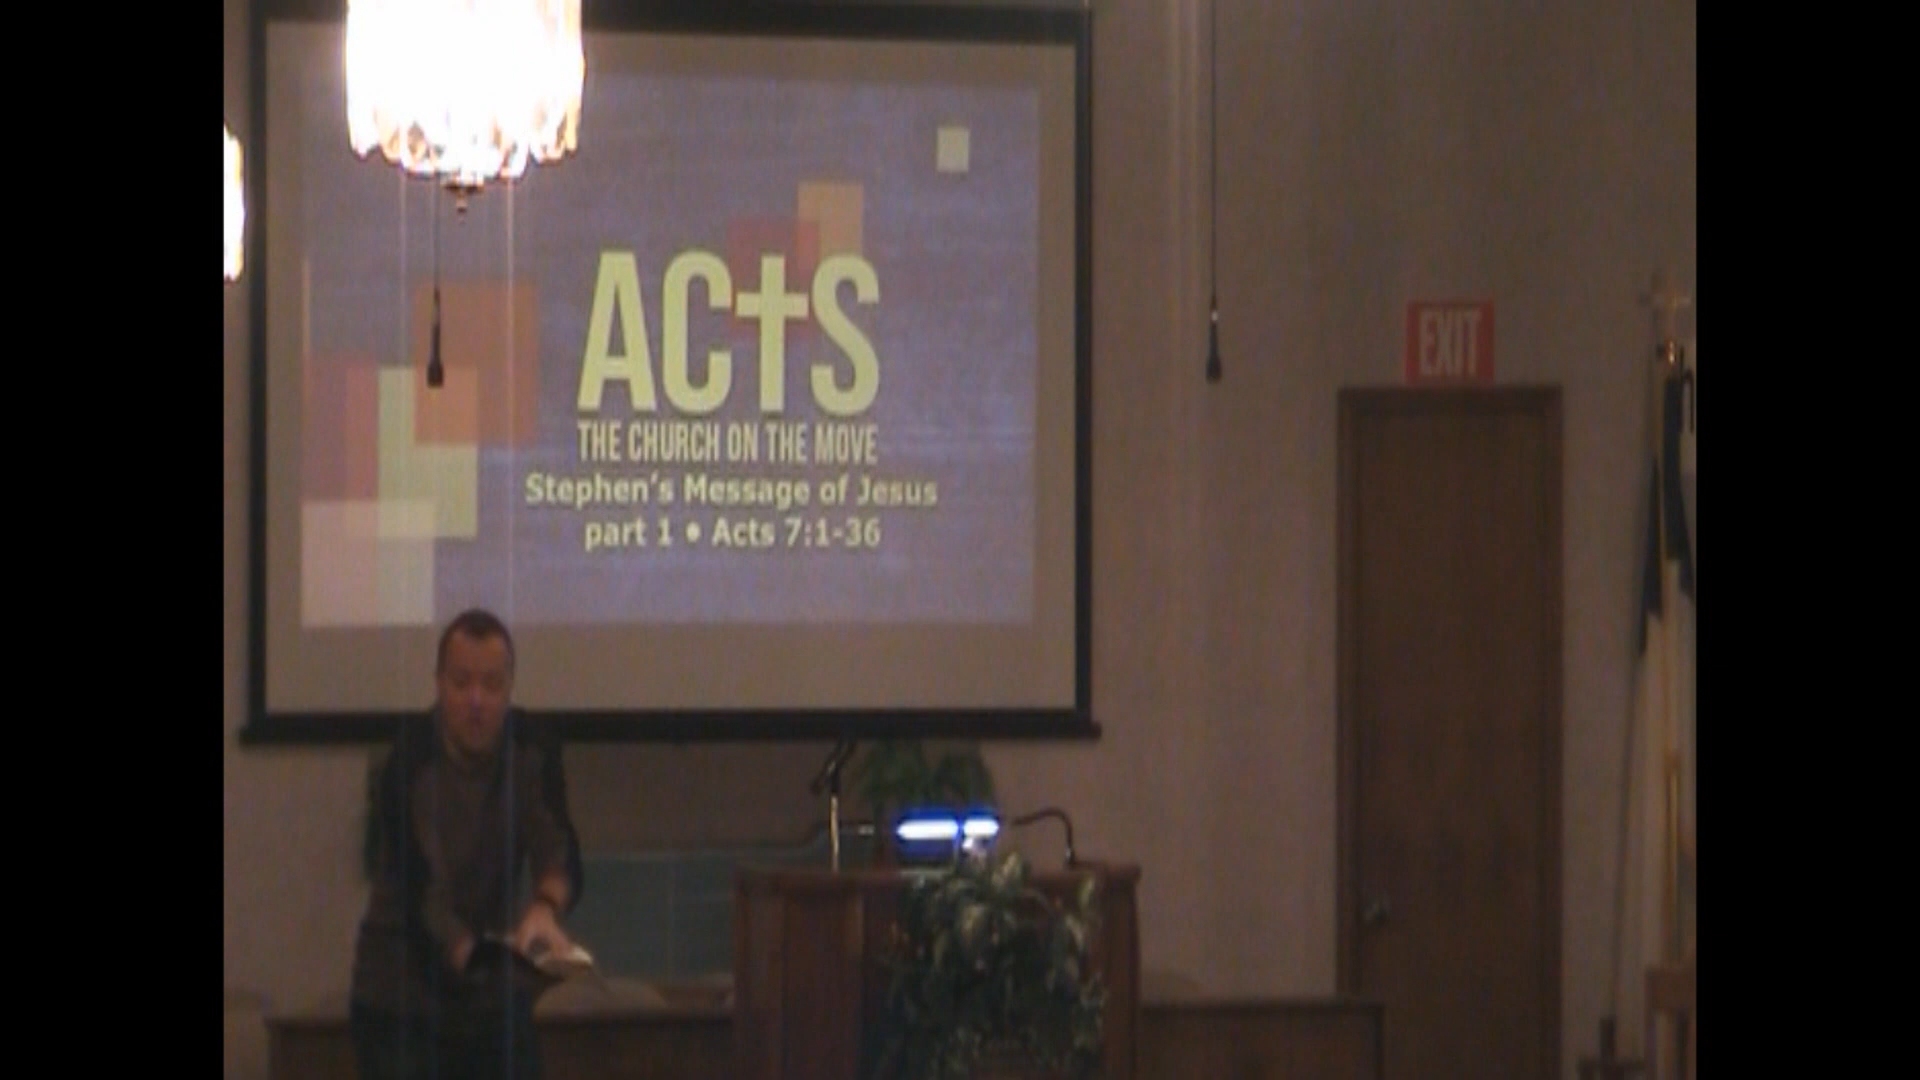 ACtS
THE CHURCH ON THE MOVE
Stephen's Message of Jesus
part 1 • Acts 7:1-36
EXIT